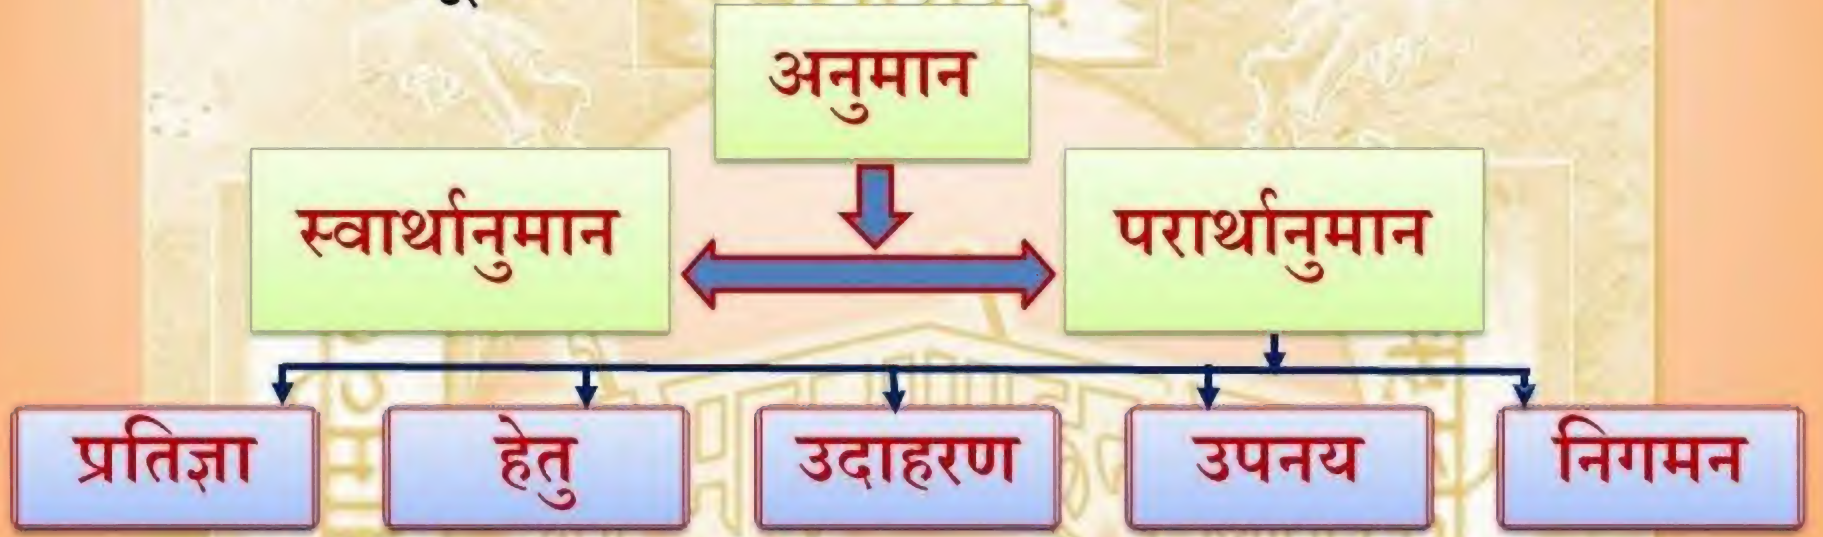 अनुमान
स्वार्थानुमान
परार्थानुमान
प्रतिज्ञा
हेतु
उदाहरण
उपनय
निगमन